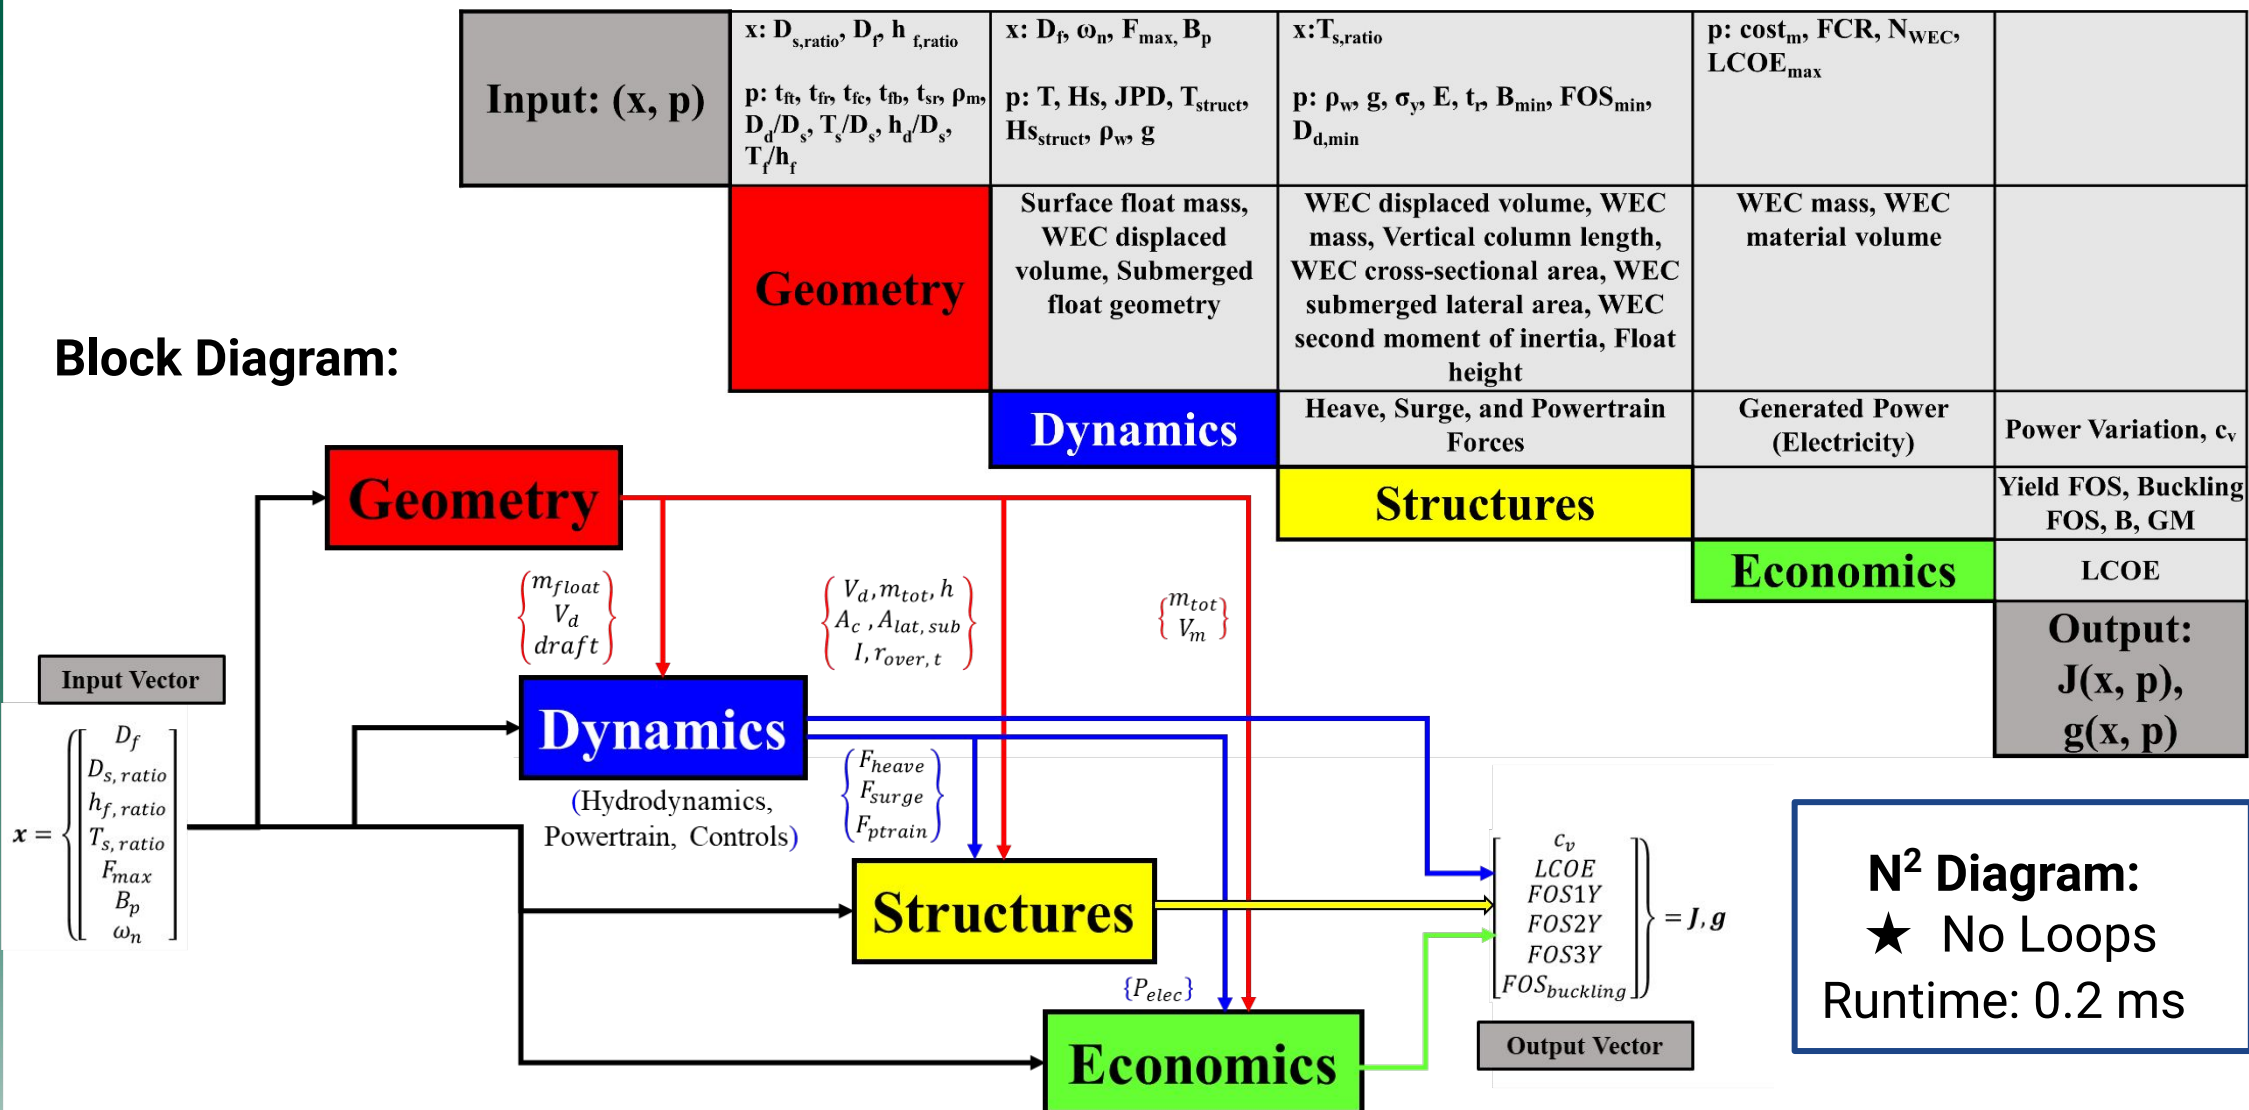 Input: (x, p)
x: D_s,ratio, D_f, h_f,ratio
p: t_ft, t_fr, t_fc, t_fb, t_sr, ρ_m,
D_d/D_s, T_s/D_s, h_d/D_s,
T_f/h_f
x: D_f, ω_n, F_max, B_p
p: T, Hs, JPD, T_struct,
Hs_struct, ρ_w, g
x:T_s,ratio
p: ρ_w, g, σ_y, E, t_r, B_min, FOS_min,
D_d,min
p: cost_m, FCR, N_WEC,
LCOE_max
Geometry
Surface float mass,
WEC displaced
volume, Submerged
float geometry
WEC displaced volume, WEC
mass, Vertical column length,
WEC cross-sectional area, WEC
submerged lateral area, WEC
second moment of inertia, Float
height
WEC mass, WEC
material volume
Dynamics
Heave, Surge, and Powertrain
Forces
Generated Power
(Electricity)
Power Variation, c_v
Structures
Yield FOS, Buckling
FOS, B, GM
Economics
LCOE
Output:
J(x, p),
g(x, p)
Block Diagram:
Geometry
m_float
V_d
draft
V_d, m_tot, h
A_c , A_lat, sub
I, r_over, t
m_tot
V_m
Input Vector
x =
D_f
D_s, ratio
h_f, ratio
T_s, ratio
F_max
B_p
ω_n
Dynamics
(Hydrodynamics,
Powertrain, Controls)
F_heave
F_surge
F_ptrain
Structures
{P_elec}
Economics
c_v
LCOE
FOS1Y
FOS2Y
FOS3Y
FOS_buckling
= J, g
Output Vector
N² Diagram:
★ No Loops
Runtime: 0.2 ms